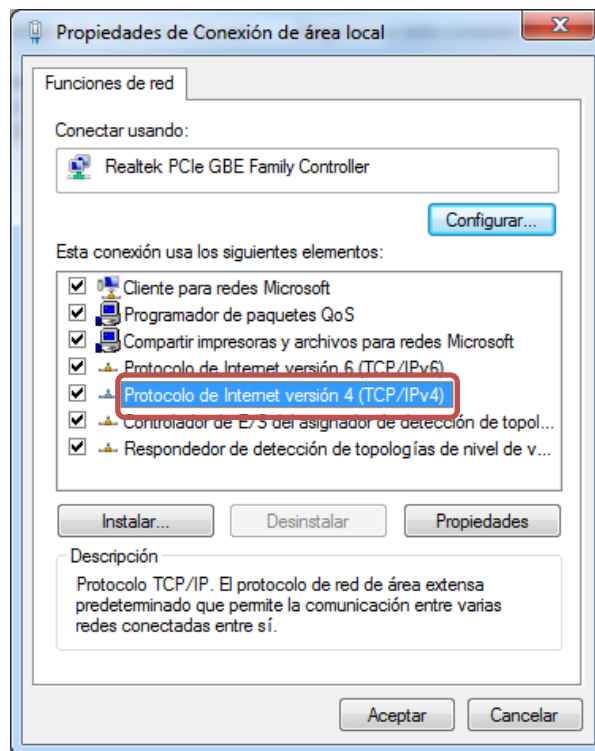 Propiedades de Conexión de área local
Funciones de red
Conectar usando:
Realtek PCIe GBE Family Controller
Configurar...
Esta conexión usa los siguientes elementos:
Cliente para redes Microsoft
Programador de paquetes QoS
Compartir impresoras y archivos para redes Microsoft
Protocolo de Internet versión 6 (TCP/IPv6)
Protocolo de Internet versión 4 (TCP/IPv4)
Controlador de E/S del asignador de detección de topol...
Respondedor de detección de topologías de nivel de v...
Instalar...
Desinstalar
Propiedades
Descripción
Protocolo TCP/IP. El protocolo de red de área extensa
predeterminado que permite la comunicación entre varias
redes conectadas entre sí.
Aceptar
Cancelar